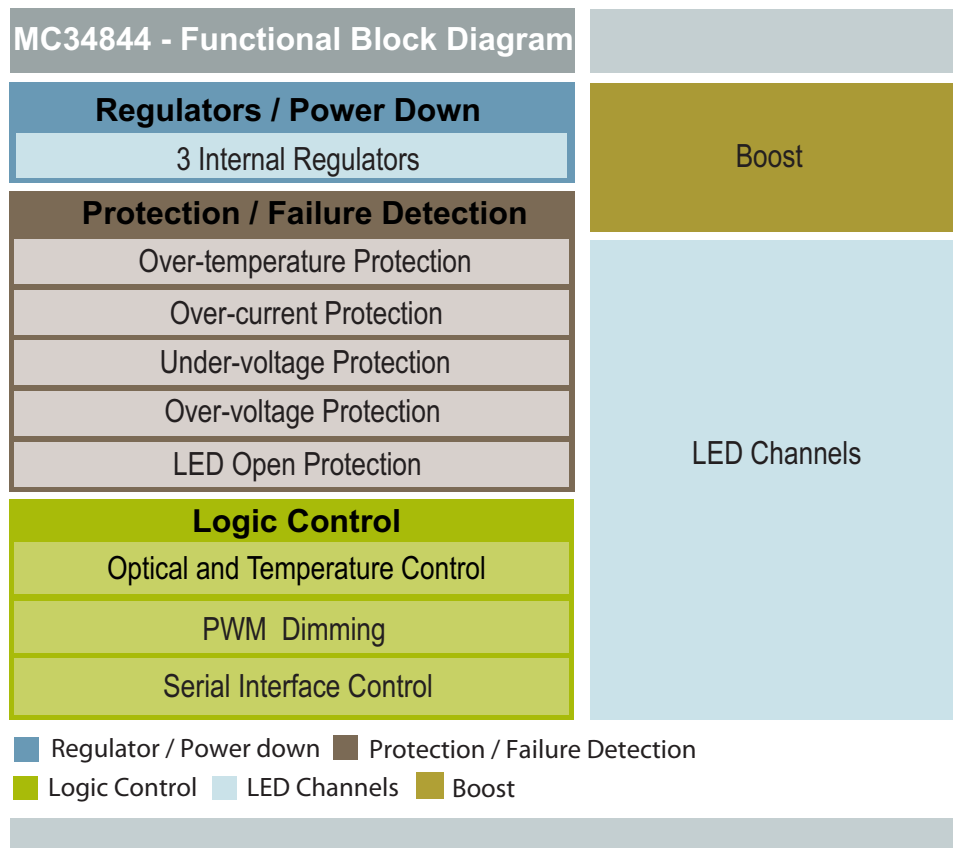 MC34844 - Functional Block Diagram
Regulators / Power Down
3 Internal Regulators
Protection / Failure Detection
Over-temperature Protection
Over-current Protection
Under-voltage Protection
Over-voltage Protection
LED Open Protection
Logic Control
Optical and Temperature Control
PWM Dimming
Serial Interface Control
Boost
LED Channels
Regulator / Power down
Protection / Failure Detection
Logic Control
LED Channels
Boost